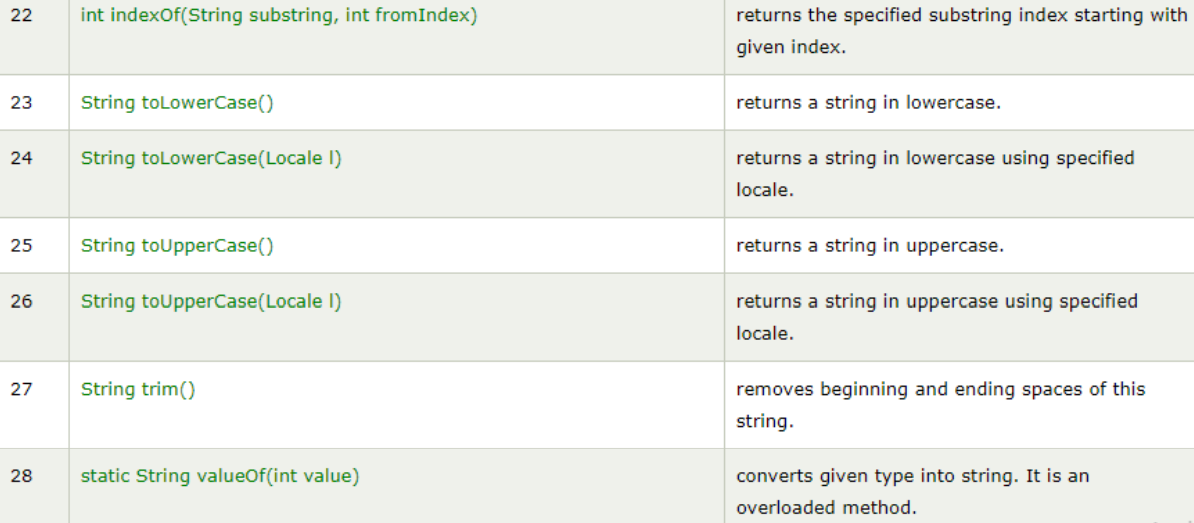 22 int indexOf(String substring, int fromIndex) returns the specified substring index starting with
given index.
23 String toLowerCase() returns a string in lowercase.
24 String toLowerCase(Locale l) returns a string in lowercase using specified
locale.
25 String toUpperCase() returns a string in uppercase.
26 String toUpperCase(Locale l) returns a string in uppercase using specified
locale.
27 String trim() removes beginning and ending spaces of this
string.
28 static String valueOf(int value) converts given type into string. It is an
overloaded method.